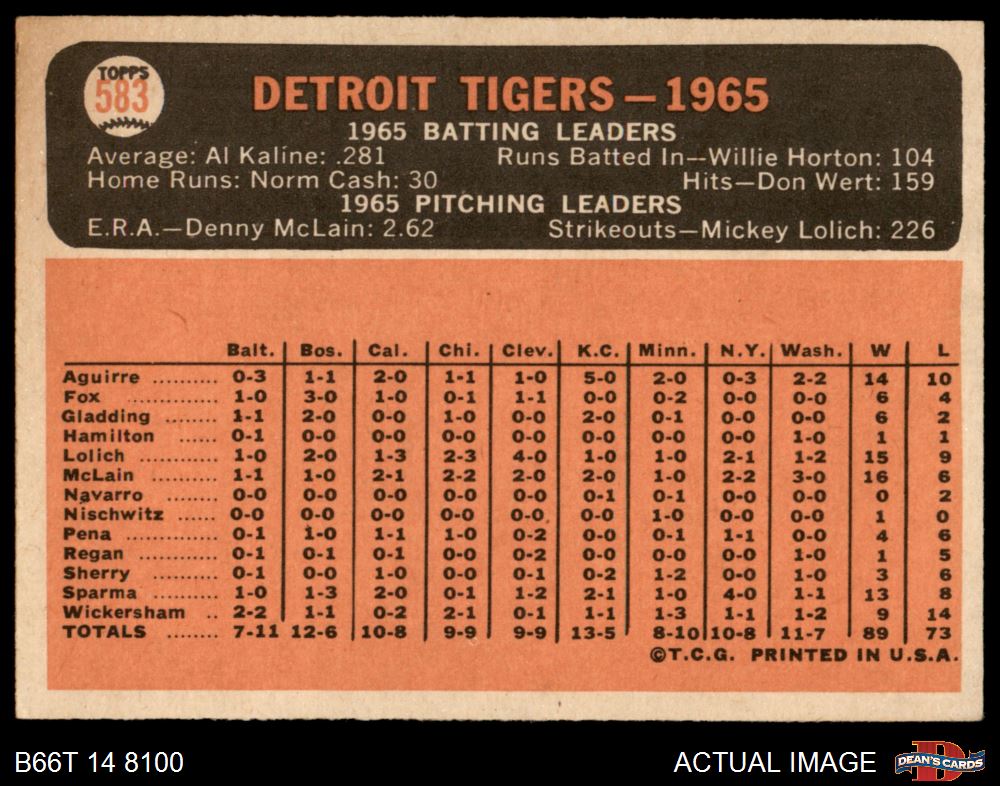 TOPPS
583
DETROIT TIGERS — 1965
1965 BATTING LEADERS
Average: Al Kaline: .281 Runs Batted In—Willie Horton: 104
Home Runs: Norm Cash: 30 Hits—Don Wert: 159
1965 PITCHING LEADERS
E.R.A.—Denny McLain: 2.62 Strikeouts—Mickey Lolich: 226
Balt. Bos. Cal. Chi. Clev. K.C. Minn. N.Y. Wash. W L
Aguirre .......... 0-3 1-1 2-0 1-1 1-0 5-0 2-0 0-3 2-2 14 10
Fox ............. 1-0 3-0 1-0 0-1 1-1 0-0 0-2 0-0 0-0 6 4
Gladding ........ 1-1 2-0 0-0 1-0 0-0 2-0 0-1 0-0 0-0 6 2
Hamilton ...... 0-1 0-0 0-0 0-0 0-0 0-0 0-0 0-0 1-0 1 1
Lolich ............ 1-0 2-0 1-3 2-3 4-0 1-0 1-0 2-1 1-2 15 9
McLain .......... 1-1 1-0 2-1 2-2 2-0 2-0 1-0 2-2 3-0 16 6
Navarro ........ 0-0 0-0 0-0 0-0 0-0 0-1 0-1 0-0 0-0 0 2
Nischwitz ...... 0-0 0-0 0-0 0-0 0-0 0-0 1-0 0-0 0-0 1 0
Pena .............. 0-1 1-0 1-1 1-0 0-2 0-0 0-1 1-1 0-0 4 6
Regan ............ 0-1 0-1 0-1 0-0 0-2 0-0 0-0 0-0 1-0 1 5
Sherry ........... 0-1 0-0 1-0 0-0 0-1 0-2 1-2 0-0 1-0 3 6
Sparma .......... 1-0 1-3 2-0 0-1 1-2 2-1 1-0 4-0 1-1 13 8
Wickersham .. 2-2 1-1 0-2 2-1 0-1 1-1 1-3 1-1 1-2 9 14
TOTALS ........ 7-11 12-6 10-8 9-9 9-9 13-5 8-10 10-8 11-7 89 73
©T.C.G. PRINTED IN U.S.A.
B66T 14 8100 ACTUAL IMAGE
D
DEAN'S CARDS